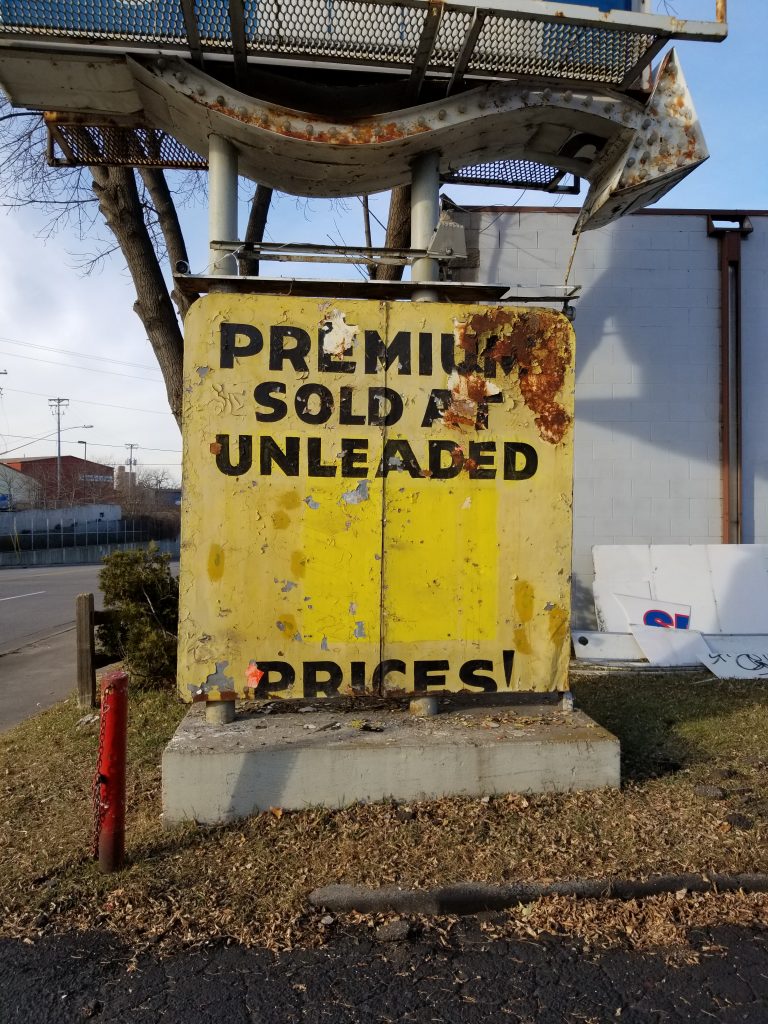 PREMIUM
SOLD AT
UNLEADED
PRICES!